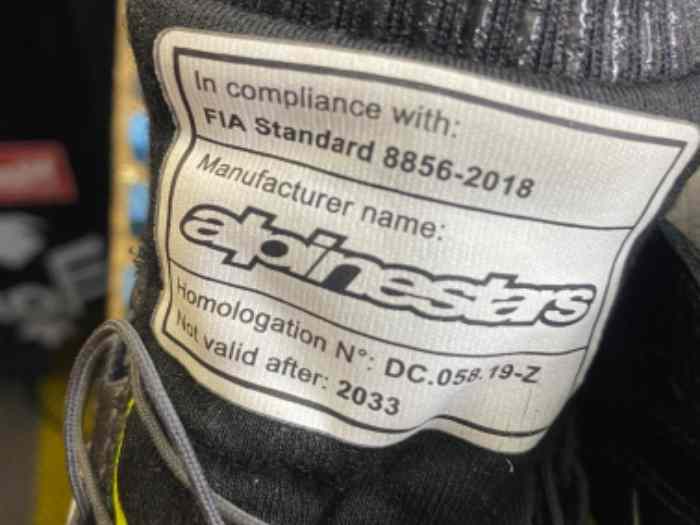 In compliance with:
FIA Standard 8856-2018
Manufacturer name:
alpinestars
Homologation N°: DC.058.19-Z
Not valid after: 2033